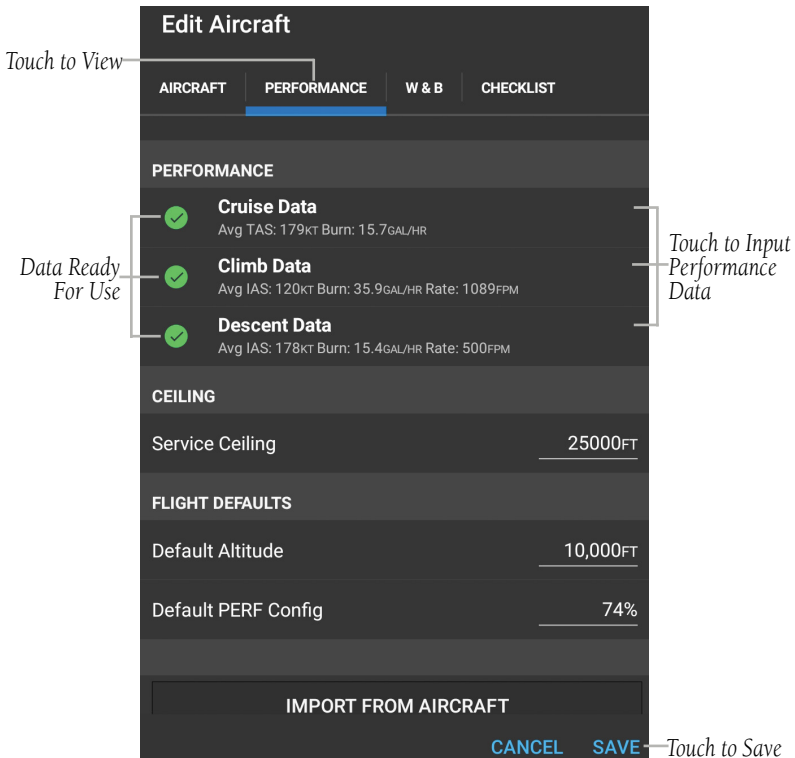 Edit Aircraft
Touch to View
AIRCRAFT PERFORMANCE W & B CHECKLIST
PERFORMANCE
Cruise Data
Avg TAS: 179KT Burn: 15.7GAL/HR
Climb Data
Avg IAS: 120KT Burn: 35.9GAL/HR Rate: 1089FPM
Descent Data
Avg IAS: 178KT Burn: 15.4GAL/HR Rate: 500FPM
Data Ready
For Use
Touch to Input
Performance
Data
CEILING
Service Ceiling 25000FT
FLIGHT DEFAULTS
Default Altitude 10,000FT
Default PERF Config 74%
IMPORT FROM AIRCRAFT
CANCEL SAVE
Touch to Save